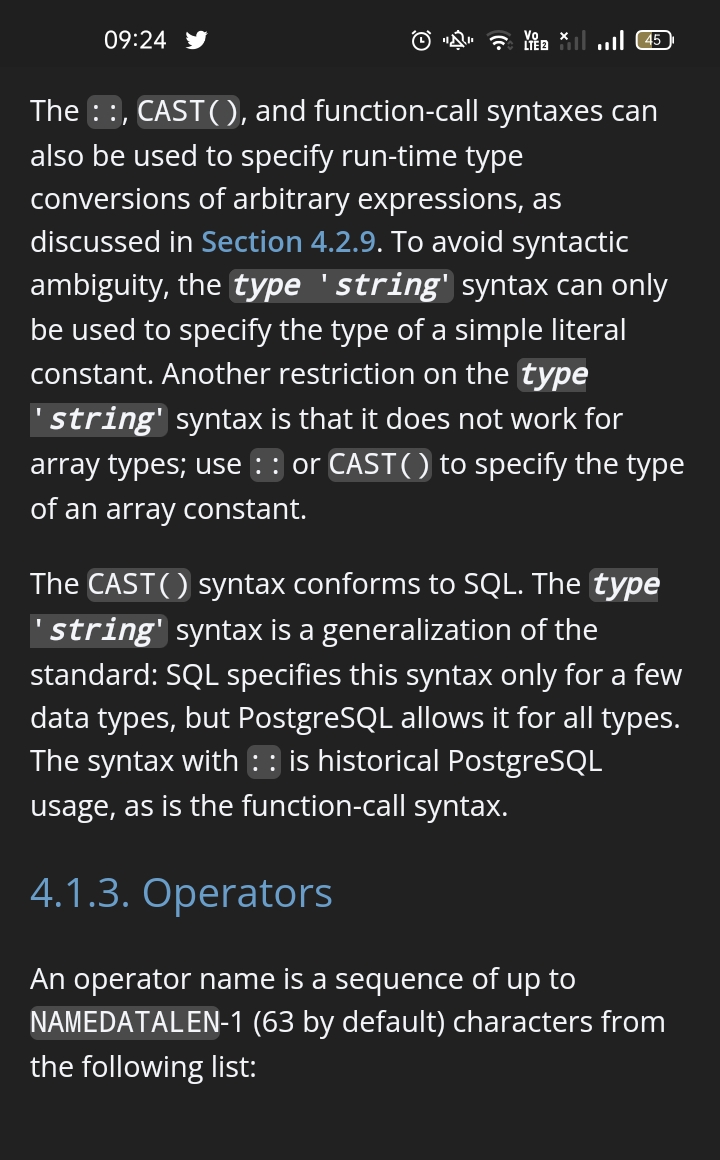 09:24 Vo LTE2 45
The ::, CAST(), and function-call syntaxes can
also be used to specify run-time type
conversions of arbitrary expressions, as
discussed in Section 4.2.9. To avoid syntactic
ambiguity, the type 'string' syntax can only
be used to specify the type of a simple literal
constant. Another restriction on the type
'string' syntax is that it does not work for
array types; use :: or CAST() to specify the type
of an array constant.
The CAST() syntax conforms to SQL. The type
'string' syntax is a generalization of the
standard: SQL specifies this syntax only for a few
data types, but PostgreSQL allows it for all types.
The syntax with :: is historical PostgreSQL
usage, as is the function-call syntax.
4.1.3. Operators
An operator name is a sequence of up to
NAMEDATALEN-1 (63 by default) characters from
the following list: